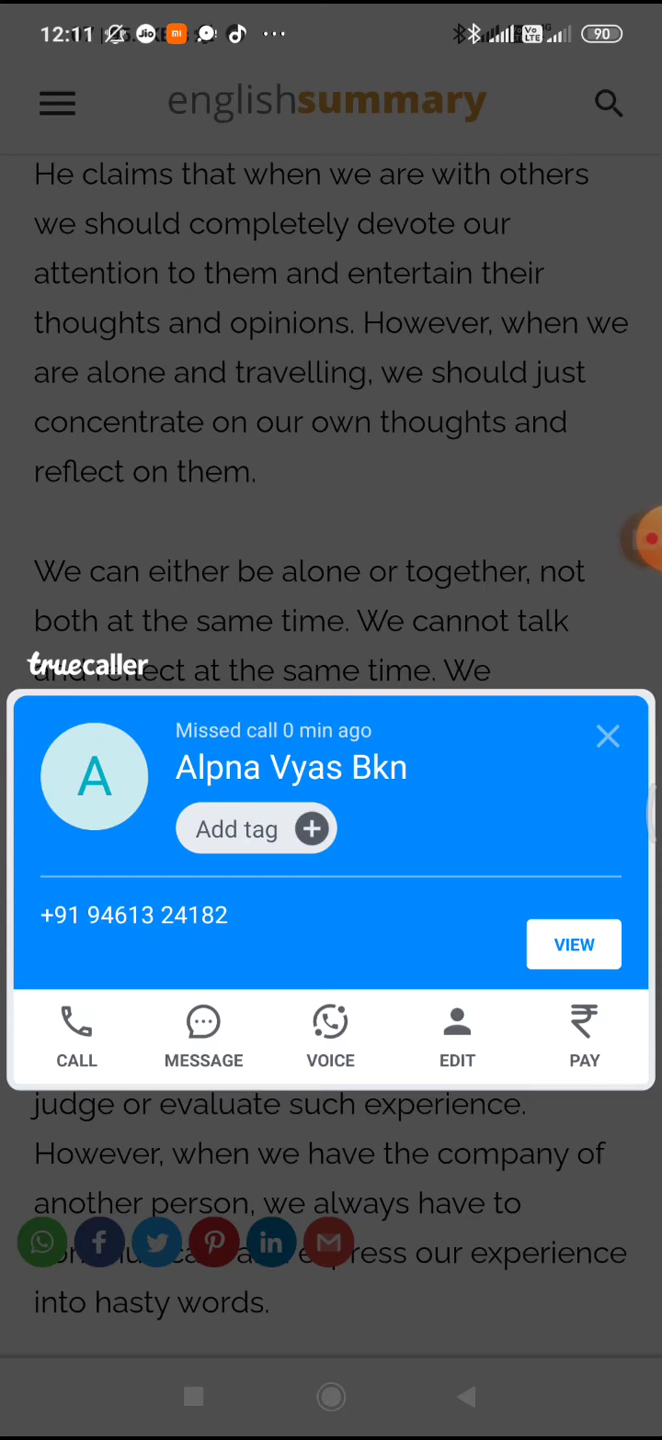 12:11
90
englishsummary
He claims that when we are with others
we should completely devote our
attention to them and entertain their
thoughts and opinions. However, when we
are alone and travelling, we should just
concentrate on our own thoughts and
reflect on them.
We can either be alone or together, not
both at the same time. We cannot talk
and reflect at the same time. We
truecaller
Missed call 0 min ago
A
Alpna Vyas Bkn
Add tag
+91 94613 24182
VIEW
CALL
MESSAGE
VOICE
EDIT
PAY
judge or evaluate such experience.
However, when we have the company of
another person, we always have to
express our experience
into hasty words.